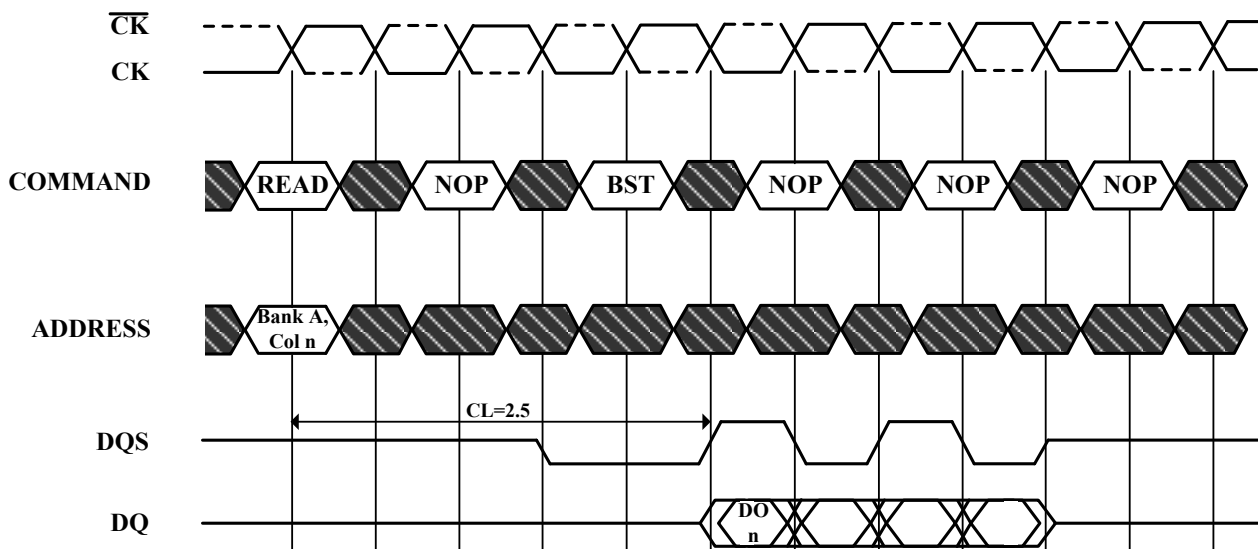 CK
CK
COMMAND
READ
NOP
BST
NOP
NOP
NOP
ADDRESS
Bank A,
Col n
CL=2.5
DQS
DQ
DO
n